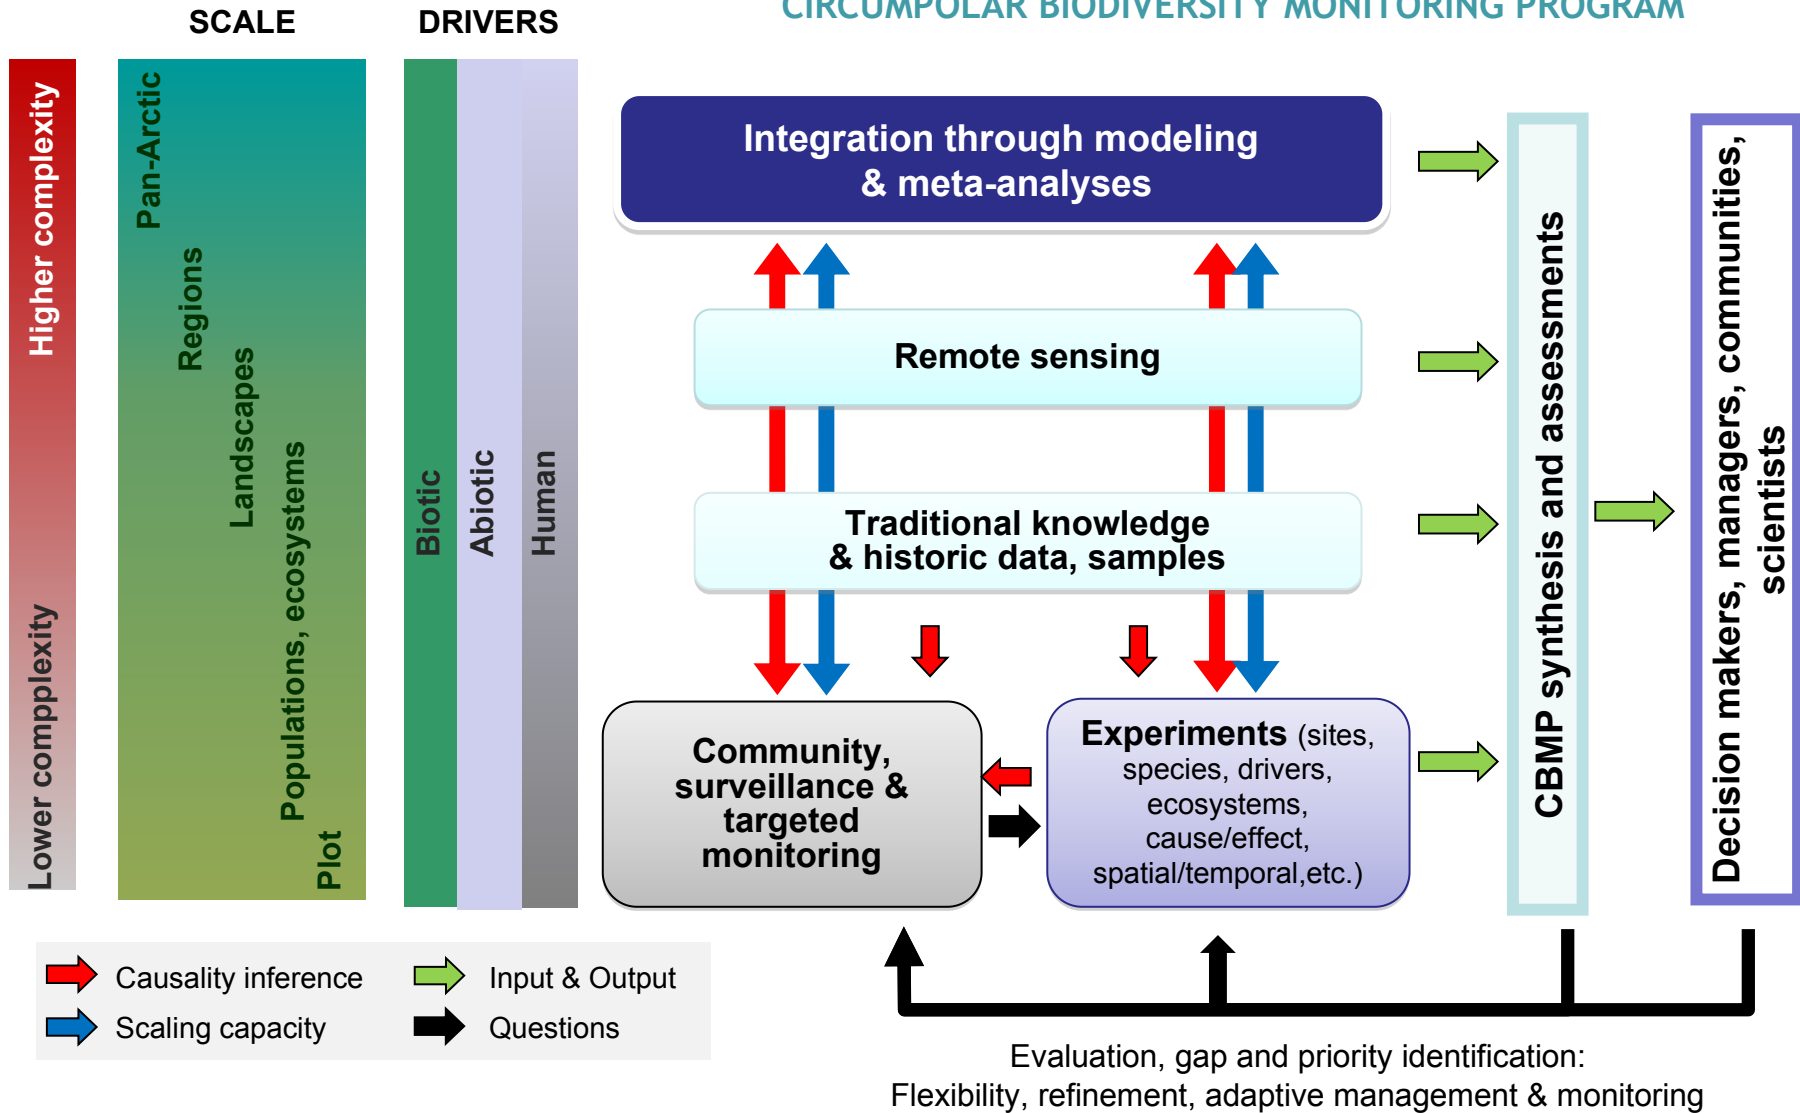 CIRCUMPOLAR BIODIVERSITY MONITORING PROGRAM
SCALE
DRIVERS
Higher complexity
Lower compplexity
Pan-Arctic
Regions
Landscapes
Populations, ecosystems
Plot
Biotic
Abiotic
Human
Integration through modeling
& meta-analyses
Remote sensing
Traditional knowledge
& historic data, samples
Community,
surveillance &
targeted
monitoring
Experiments (sites,
species, drivers,
ecosystems,
cause/effect,
spatial/temporal,etc.)
CBMP synthesis and assessments
Decision makers, managers, communities,
scientists
Causality inference
Input & Output
Scaling capacity
Questions
Evaluation, gap and priority identification:
Flexibility, refinement, adaptive management & monitoring